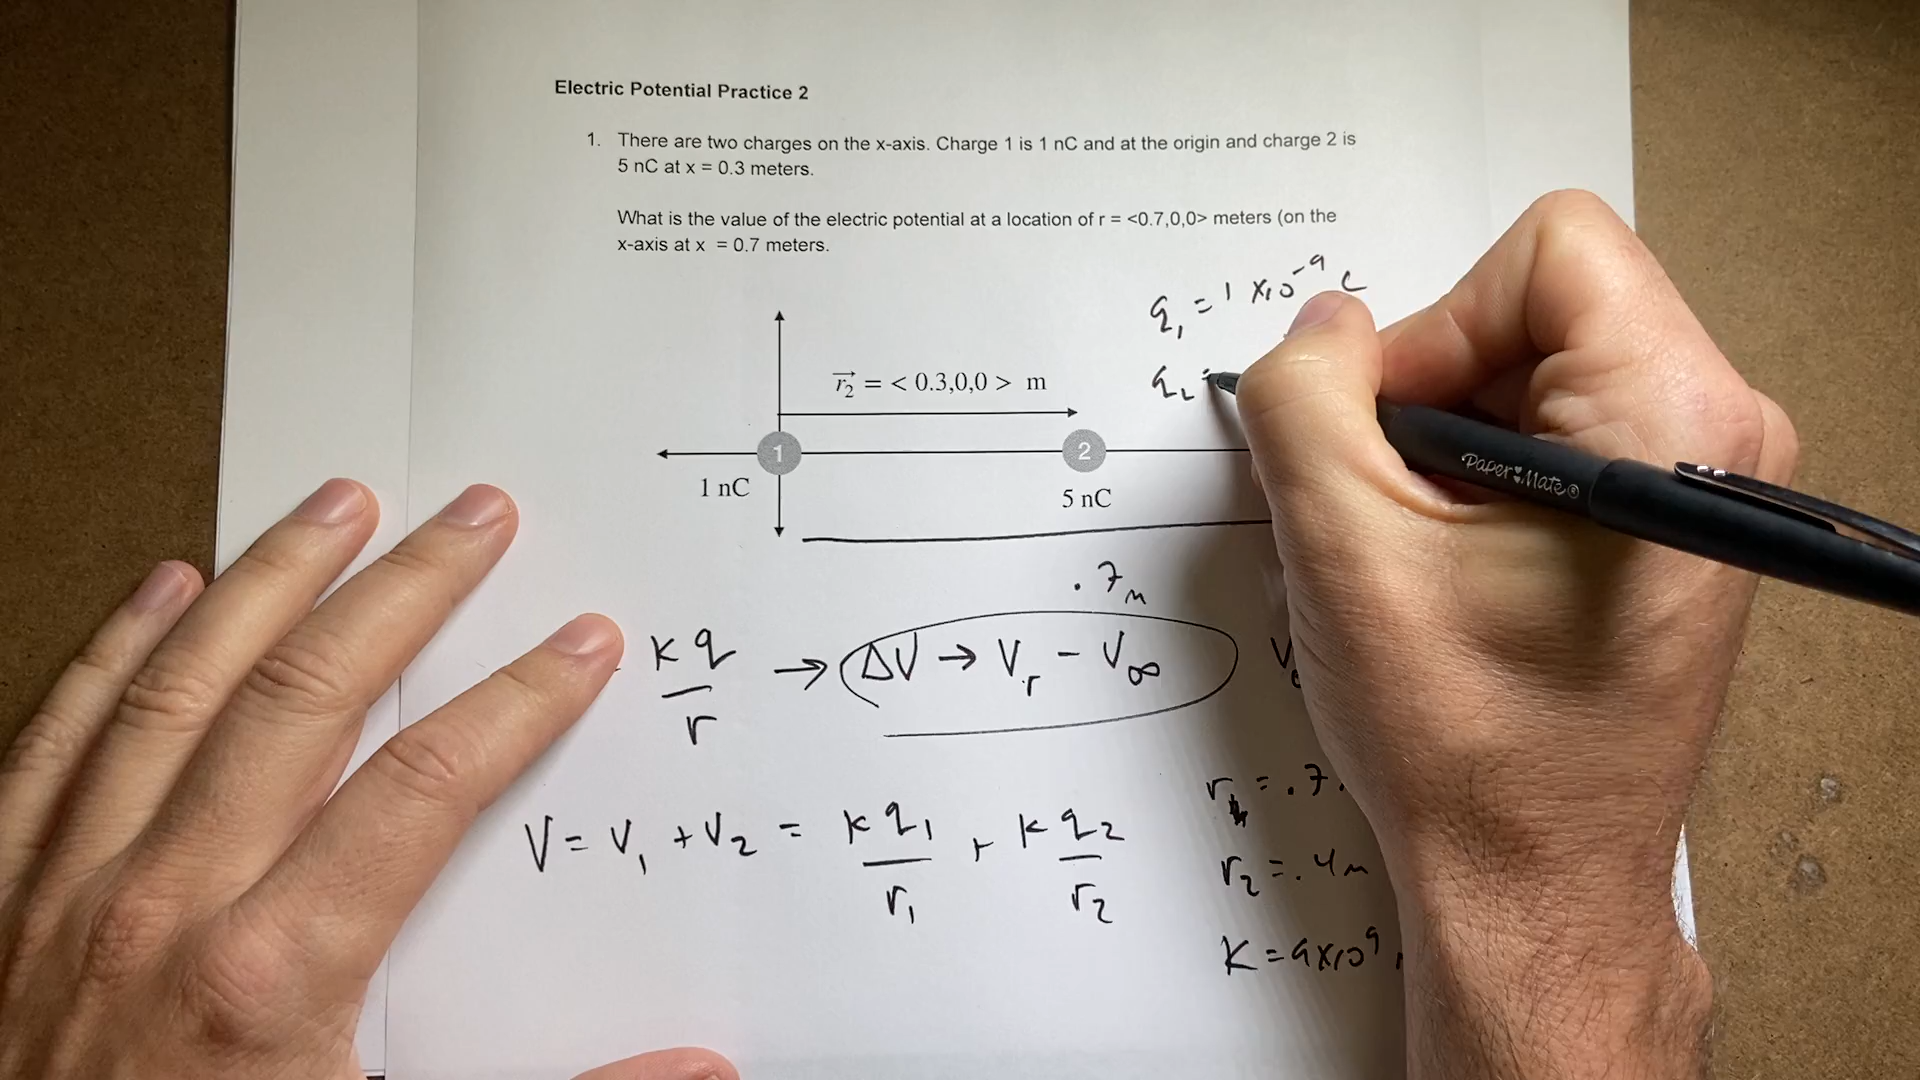 Electric Potential Practice 2
1. There are two charges on the x-axis. Charge 1 is 1 nC and at the origin and charge 2 is
5 nC at x = 0.3 meters.
What is the value of the electric potential at a location of r = <0.7,0,0> meters (on the
x-axis at x = 0.7 meters.
q₁ = 1 x10⁻⁹ C
q₂ =
r₂ = < 0.3,0,0 > m
1
2
1 nC
5 nC
.7m
kq/r → ΔV → Vᵣ - V∞
V = V₁ + V₂ = kq₁/r₁ + kq₂/r₂
r₁ = .7
r₂ = .4m
K = 9x10⁹
Paper Mate®